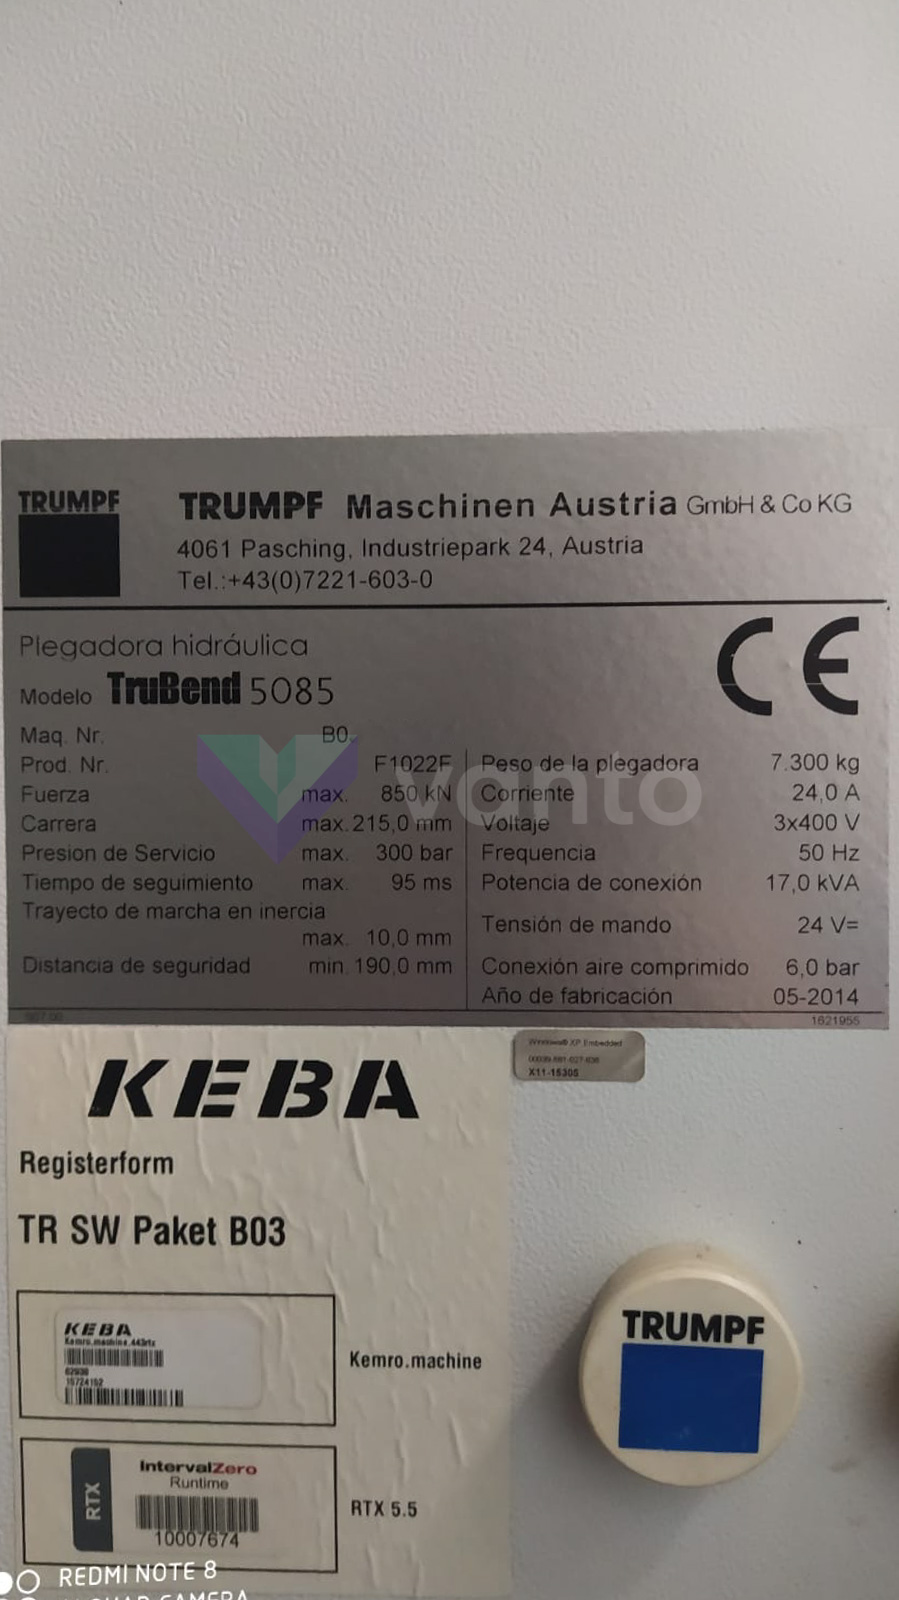 TRUMPF
TRUMPF Maschinen Austria GmbH & Co KG
4061 Pasching, Industriepark 24, Austria
Tel.:+43(0)7221-603-0
Plegadora hidráulica
Modelo TruBend 5085
CE
Maq. Nr. B0
Prod. Nr. F1022F
Fuerza max. 850 kN
Carrera max. 215,0 mm
Presion de Servicio max. 300 bar
Tiempo de seguimiento max. 95 ms
Trayecto de marcha en inercia
max. 10,0 mm
Distancia de seguridad min. 190,0 mm
Peso de la plegadora 7.300 kg
Corriente 24,0 A
Voltaje 3x400 V
Frequencia 50 Hz
Potencia de conexión 17,0 kVA
Tensión de mando 24 V=
Conexión aire comprimido 6,0 bar
Año de fabricación 05-2014
1621955
vanto
Windows® XP Embedded
X11-15305
KEBA
Registerform
TR SW Paket B03
KEBA
Kemro.machine
RTX
IntervalZero
Runtime
10007674
RTX 5.5
TRUMPF
REDMI NOTE 8